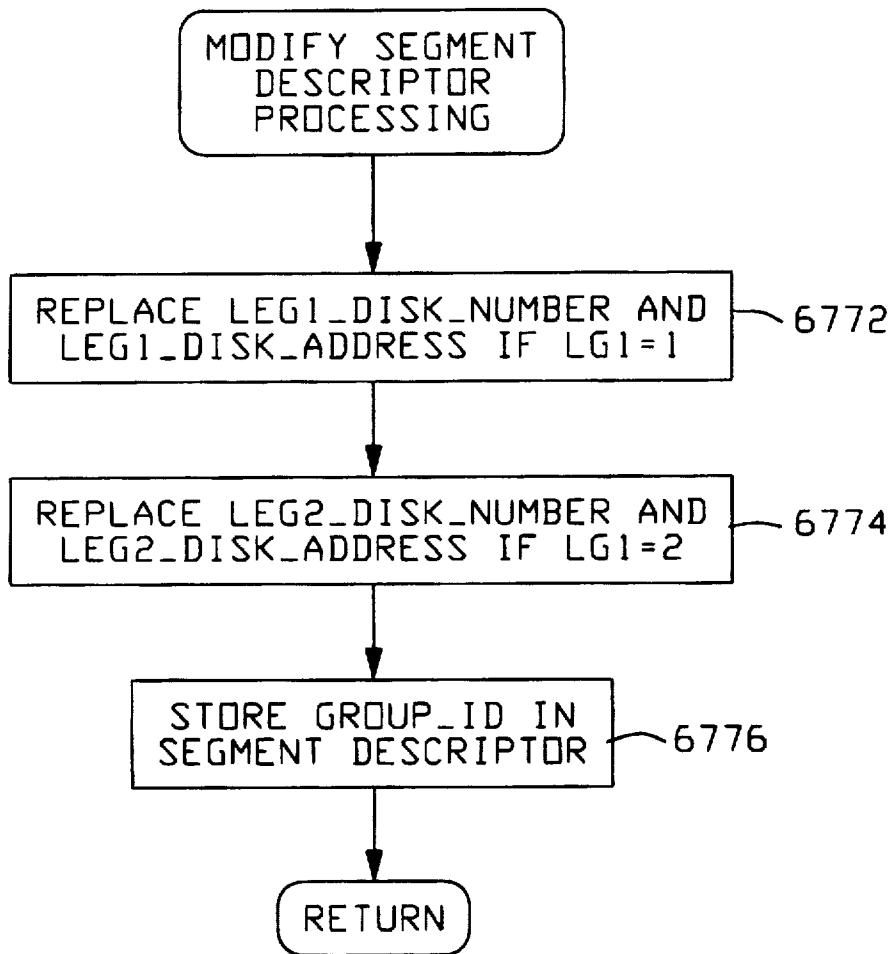 MODIFY SEGMENT
DESCRIPTOR
PROCESSING
REPLACE LEG1_DISK_NUMBER AND
LEG1_DISK_ADDRESS IF LG1=1
6772
REPLACE LEG2_DISK_NUMBER AND
LEG2_DISK_ADDRESS IF LG1=2
6774
STORE GROUP_ID IN
SEGMENT DESCRIPTOR
6776
RETURN